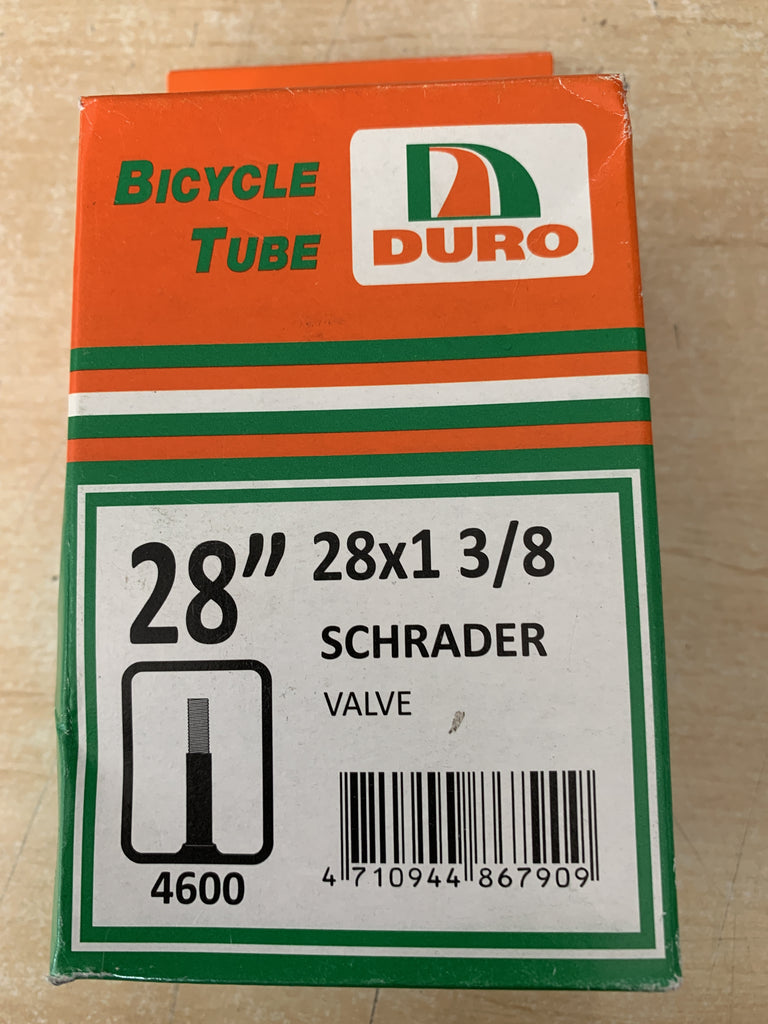 BICYCLE
TUBE
DURO
28”
28x1 3/8
SCHRADER
VALVE
4600
4 710944 867909